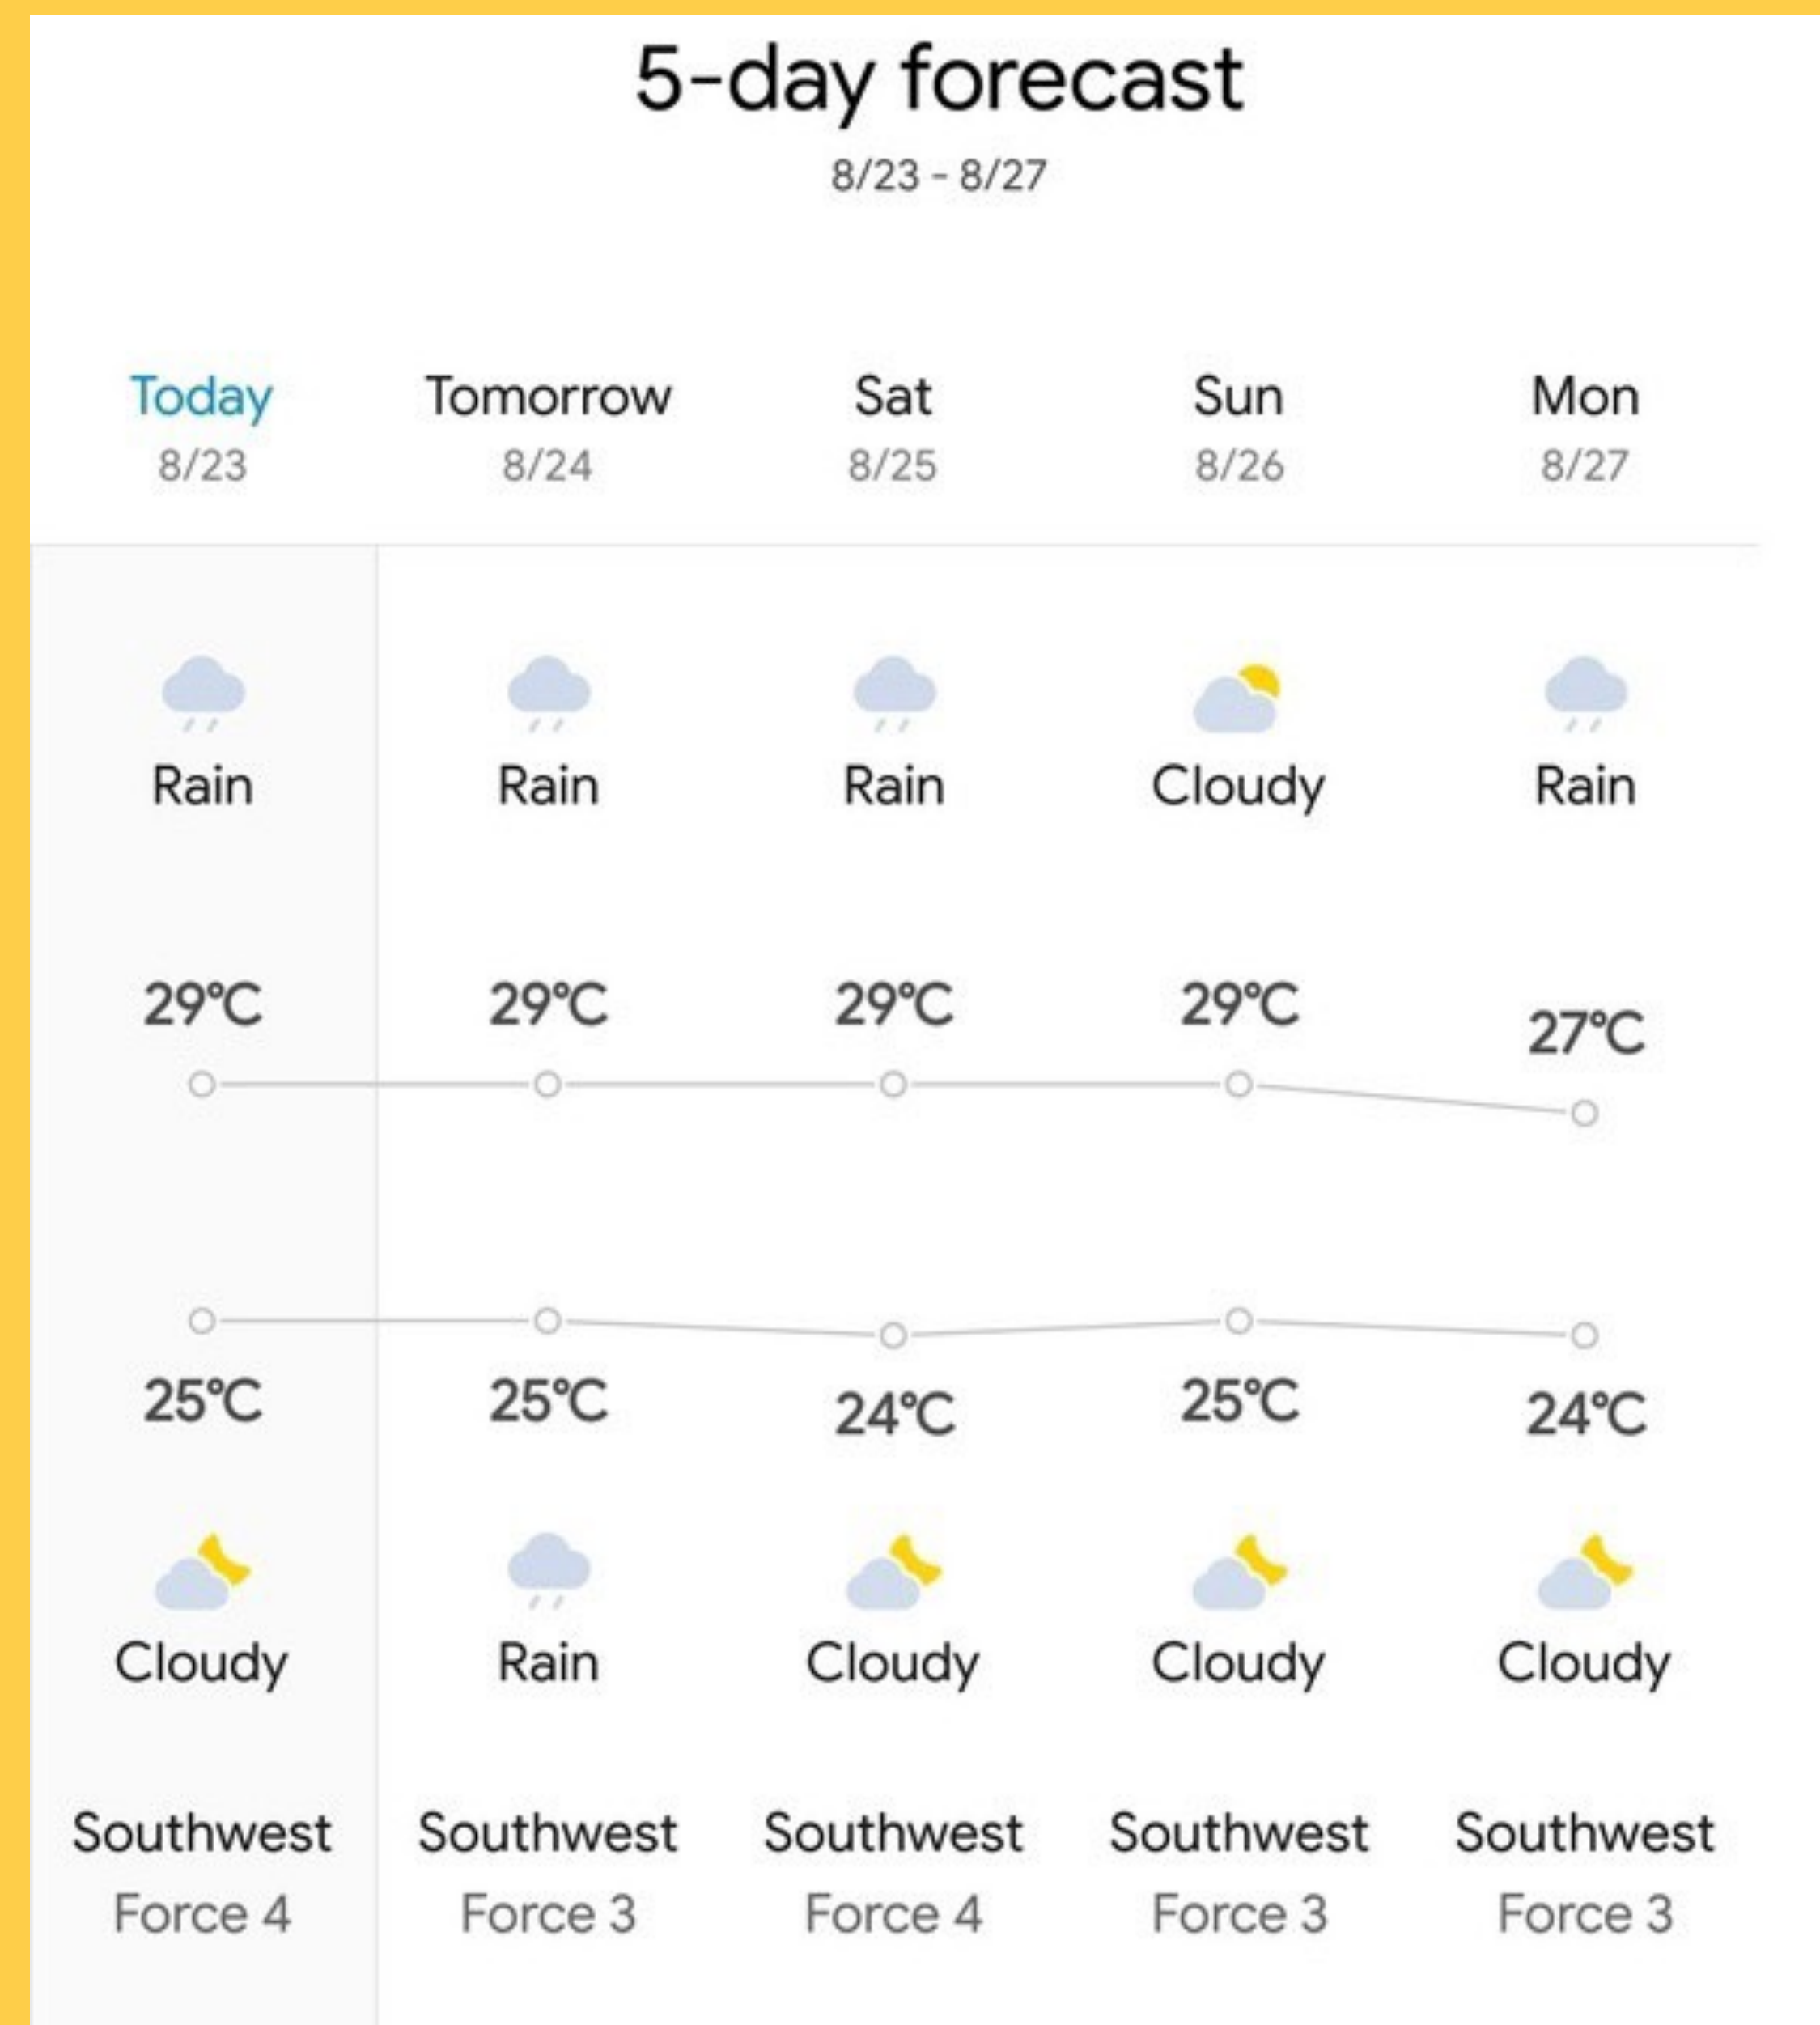 5-day forecast
8/23 - 8/27
Today Tomorrow Sat Sun Mon
8/23 8/24 8/25 8/26 8/27
Rain Rain Rain Cloudy Rain
29°C 29°C 29°C 29°C 27°C
25°C 25°C 24°C 25°C 24°C
Cloudy Rain Cloudy Cloudy Cloudy
Southwest Southwest Southwest Southwest Southwest
Force 4 Force 3 Force 4 Force 3 Force 3